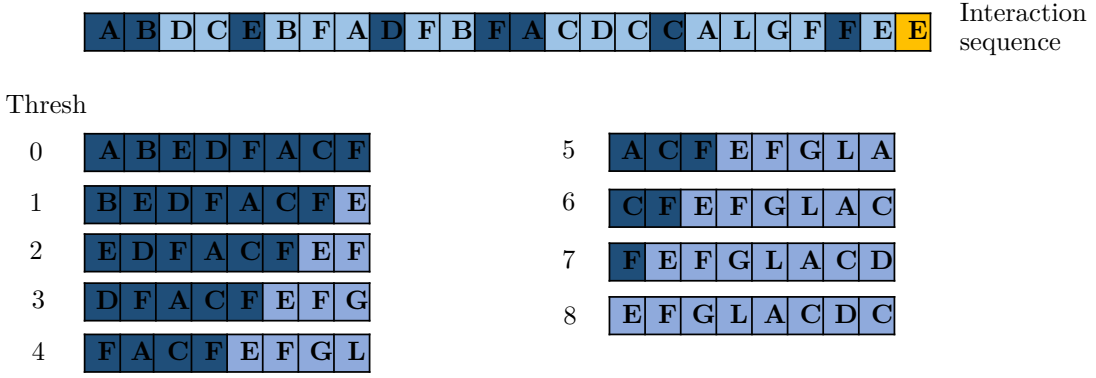 A B D C E B F A D F B F A C D C C A L G F F E E
Interaction
sequence
Thresh
0 A B E D F A C F
1 B E D F A C F E
2 E D F A C F E F
3 D F A C F E F G
4 F A C F E F G L
5 A C F E F G L A
6 C F E F G L A C
7 F E F G L A C D
8 E F G L A C D C